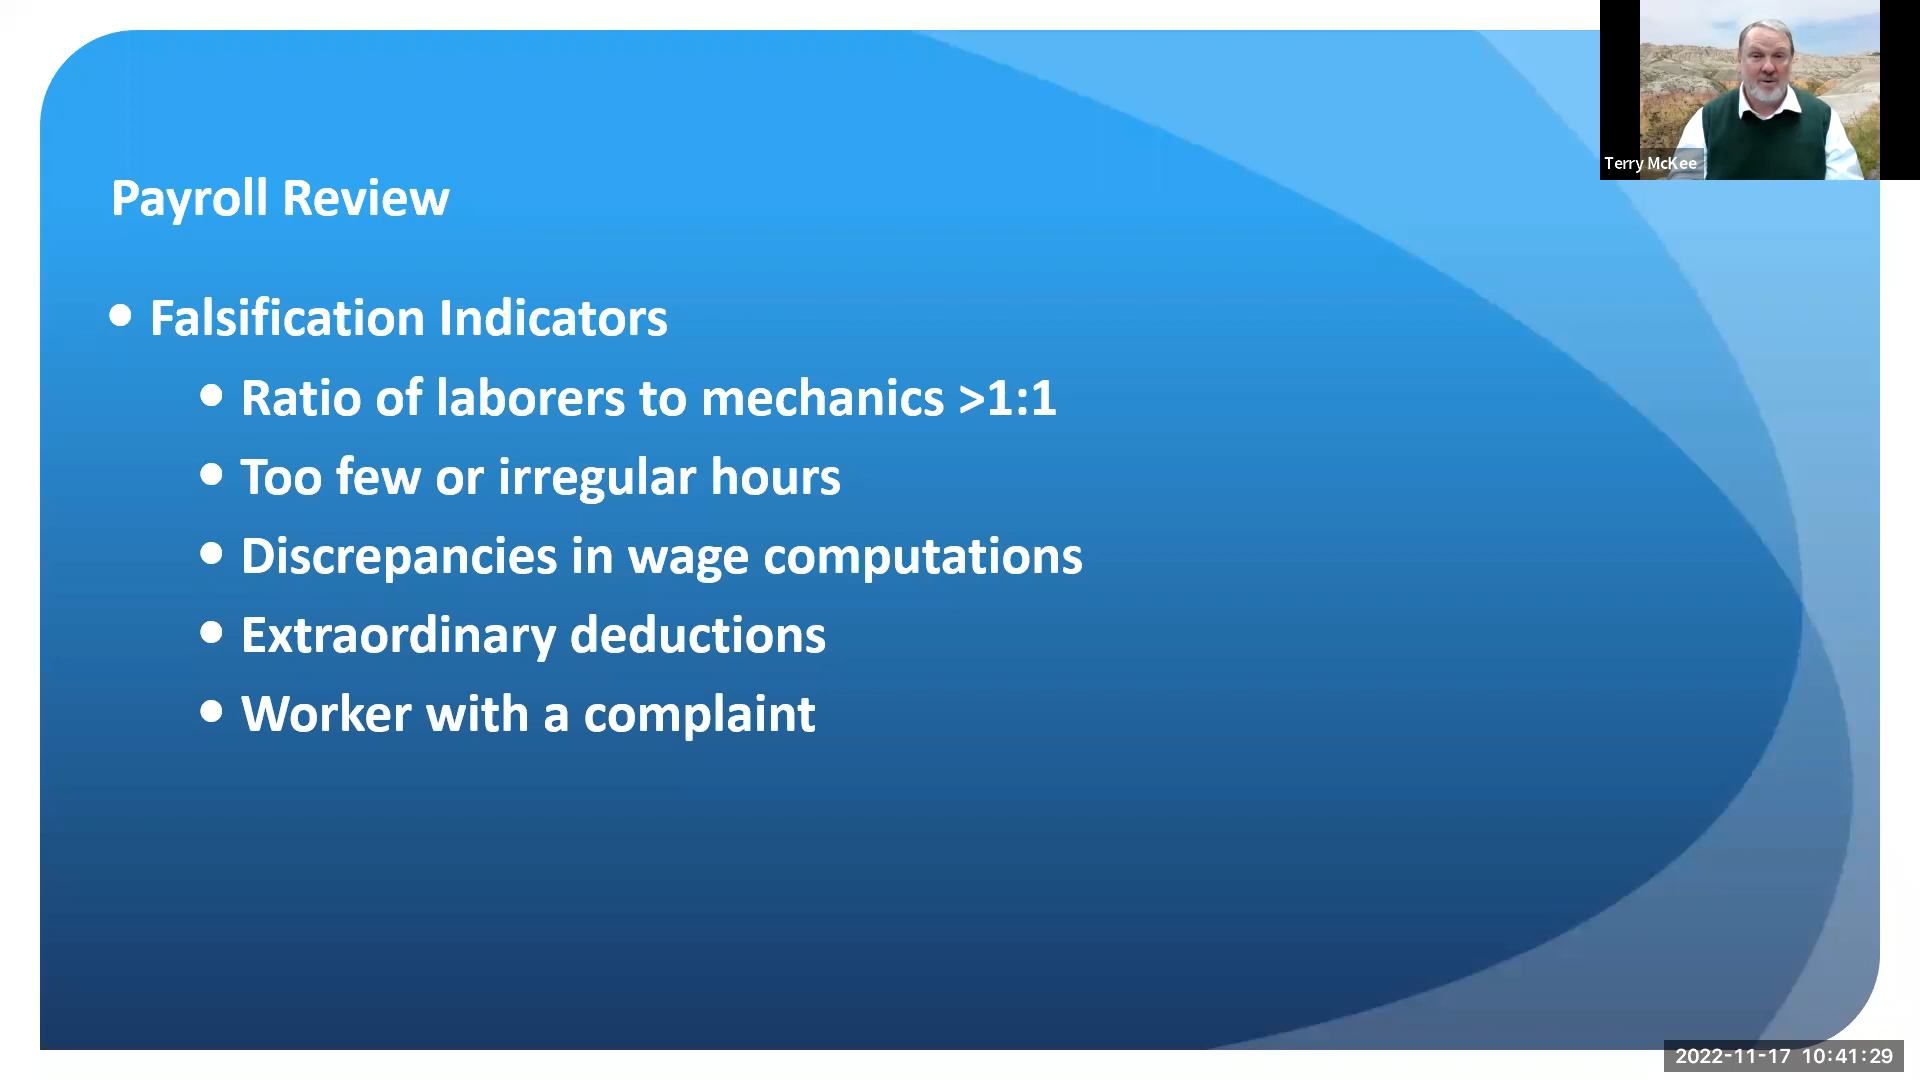 Terry McKee
Payroll Review
• Falsification Indicators
• Ratio of laborers to mechanics >1:1
• Too few or irregular hours
• Discrepancies in wage computations
• Extraordinary deductions
• Worker with a complaint
2022-11-17 10:41:29